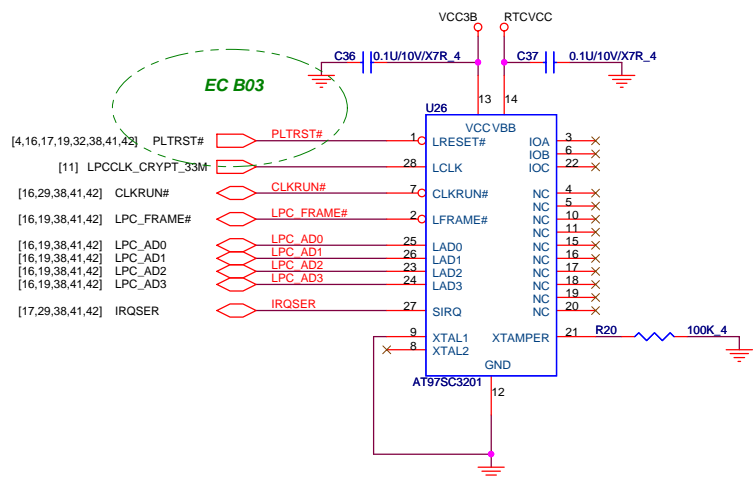 VCC3B RTCVCC
C36 0.1U/10V/X7R_4 C37 0.1U/10V/X7R_4
EC B03
13 14
U26
VCC VBB
[4,16,17,19,32,38,41,42] PLTRST# PLTRST# 1 LRESET# IOA 3
IOB 6
[11] LPCCLK_CRYPT_33M 28 LCLK IOC 22
[16,29,38,41,42] CLKRUN# CLKRUN# 7 CLKRUN# NC 4
NC 5
[16,19,38,41,42] LPC_FRAME# LPC_FRAME# 2 LFRAME# NC 10
NC 11
[16,19,38,41,42] LPC_AD0 LPC_AD0 25 LAD0 NC 15
[16,19,38,41,42] LPC_AD1 LPC_AD1 26 LAD1 NC 16
[16,19,38,41,42] LPC_AD2 LPC_AD2 23 LAD2 NC 17
[16,19,38,41,42] LPC_AD3 LPC_AD3 24 LAD3 NC 18
NC 19
[17,29,38,41,42] IRQSER IRQSER 27 SIRQ NC 20
9 XTAL1 XTAMPER 21 R20 100K_4
8 XTAL2
GND
AT97SC3201
12